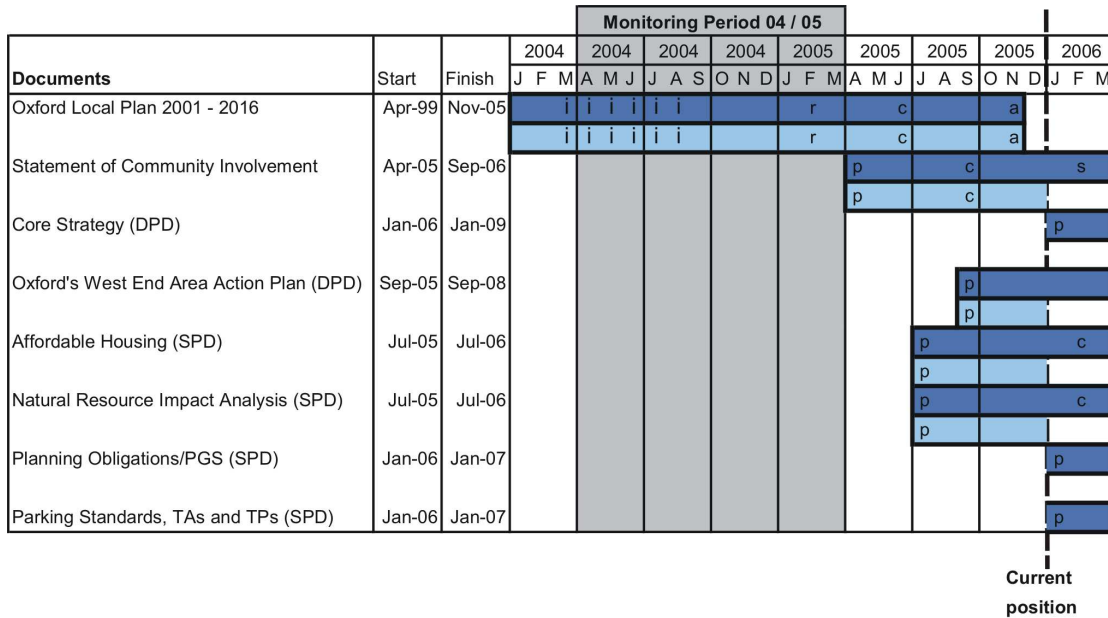 Monitoring Period 04 / 05
2004 2004 2004 2004 2005 2005 2005 2005 2006
Documents Start Finish J F M A M J J A S O N D J F M A M J J A S O N D J F M
Oxford Local Plan 2001 - 2016 Apr-99 Nov-05 i i i i i i r c a
i i i i i i r c a
Statement of Community Involvement Apr-05 Sep-06 p c s
p c
Core Strategy (DPD) Jan-06 Jan-09 p
Oxford's West End Area Action Plan (DPD) Sep-05 Sep-08 p
p
Affordable Housing (SPD) Jul-05 Jul-06 p c
p
Natural Resource Impact Analysis (SPD) Jul-05 Jul-06 p c
p
Planning Obligations/PGS (SPD) Jan-06 Jan-07 p
Parking Standards, TAs and TPs (SPD) Jan-06 Jan-07 p
Current
position